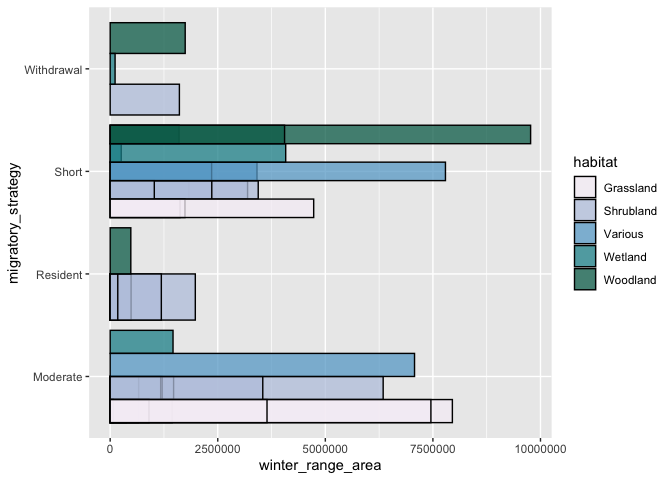 Withdrawal
Short
Resident
Moderate
migratory_strategy
0 2500000 5000000 7500000 10000000
winter_range_area
habitat
Grassland
Shrubland
Various
Wetland
Woodland